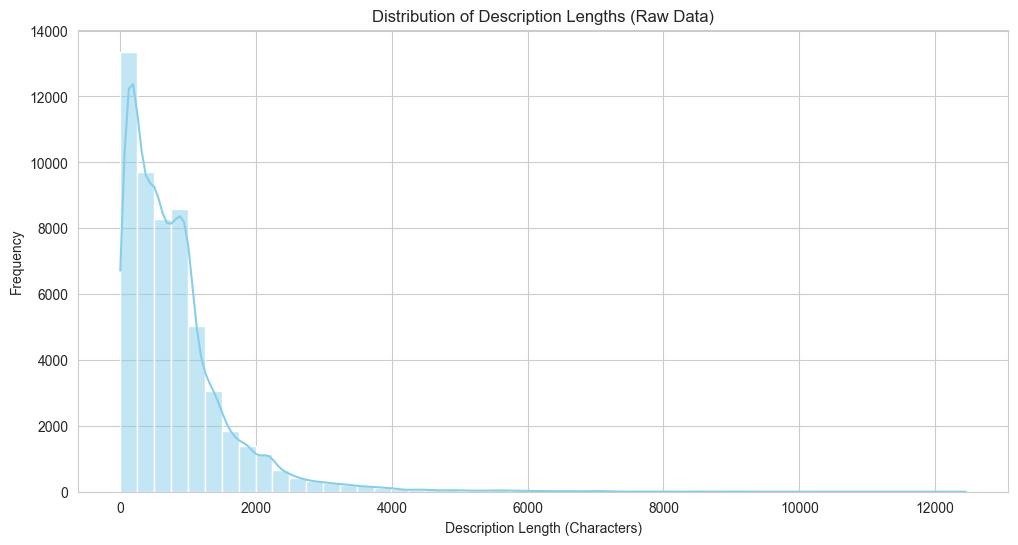 Distribution of Description Lengths (Raw Data)
14000
12000
10000
8000
6000
4000
2000
0
Frequency
0 2000 4000 6000 8000 10000 12000
Description Length (Characters)